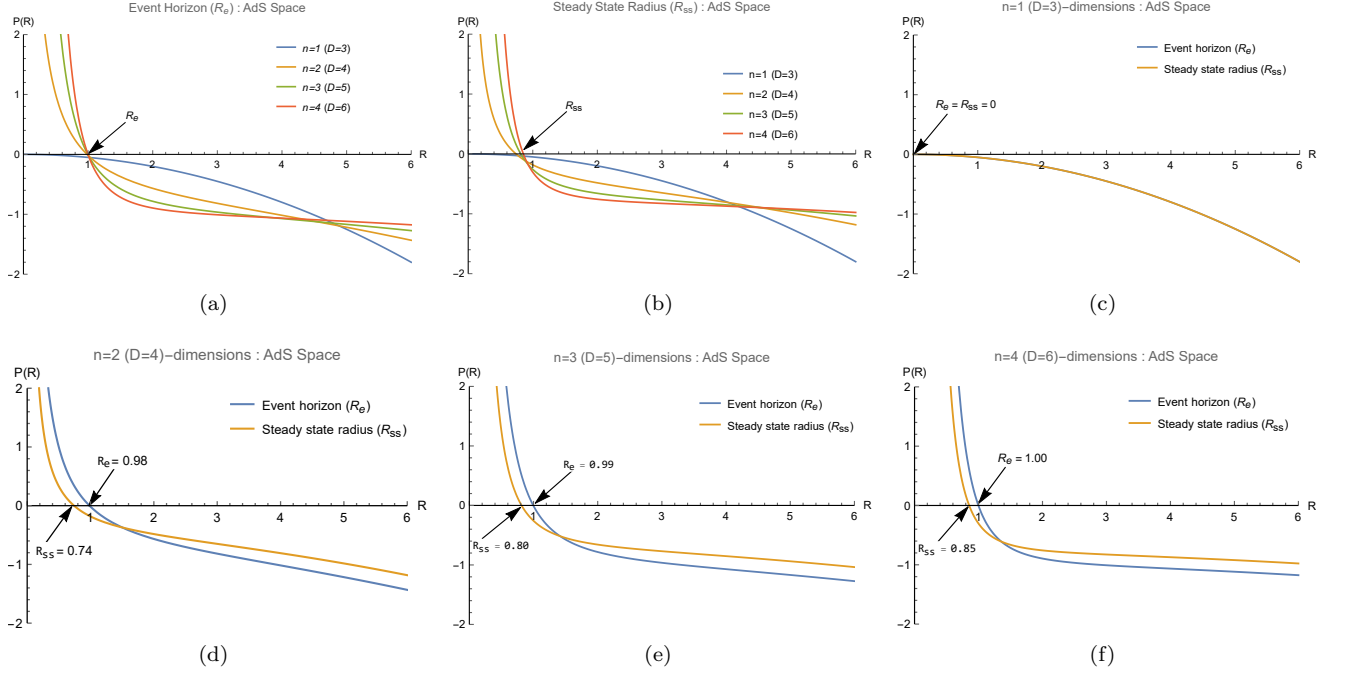 Event Horizon (Re) : AdS Space
P(R)
2
1
0
-1
-2
1
2
3
4
5
6
R
n=1 (D=3)
n=2 (D=4)
n=3 (D=5)
n=4 (D=6)
Re
(a)
Steady State Radius (Rss) : AdS Space
P(R)
2
1
0
-1
-2
1
2
3
4
5
6
R
n=1 (D=3)
n=2 (D=4)
n=3 (D=5)
n=4 (D=6)
Rss
(b)
n=1 (D=3)-dimensions : AdS Space
P(R)
2
1
0
-1
-2
1
2
3
4
5
6
R
Event horizon (Re)
Steady state radius (Rss)
Re = Rss = 0
(c)
n=2 (D=4)-dimensions : AdS Space
P(R)
2
1
0
-1
-2
1
2
3
4
5
6
R
Event horizon (Re)
Steady state radius (Rss)
Re = 0.98
Rss = 0.74
(d)
n=3 (D=5)-dimensions : AdS Space
P(R)
2
1
0
-1
-2
1
2
3
4
5
6
R
Event horizon (Re)
Steady state radius (Rss)
Re = 0.99
Rss = 0.80
(e)
n=4 (D=6)-dimensions : AdS Space
P(R)
2
1
0
-1
-2
1
2
3
4
5
6
R
Event horizon (Re)
Steady state radius (Rss)
Re = 1.00
Rss = 0.85
(f)